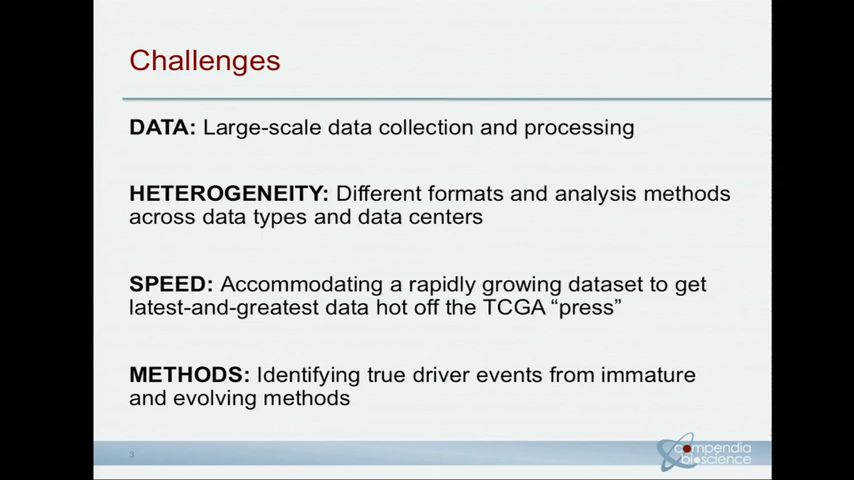 Challenges
DATA: Large-scale data collection and processing
HETEROGENEITY: Different formats and analysis methods
across data types and data centers
SPEED: Accommodating a rapidly growing dataset to get
latest-and-greatest data hot off the TCGA “press”
METHODS: Identifying true driver events from immature
and evolving methods
3
compendia
bioscience